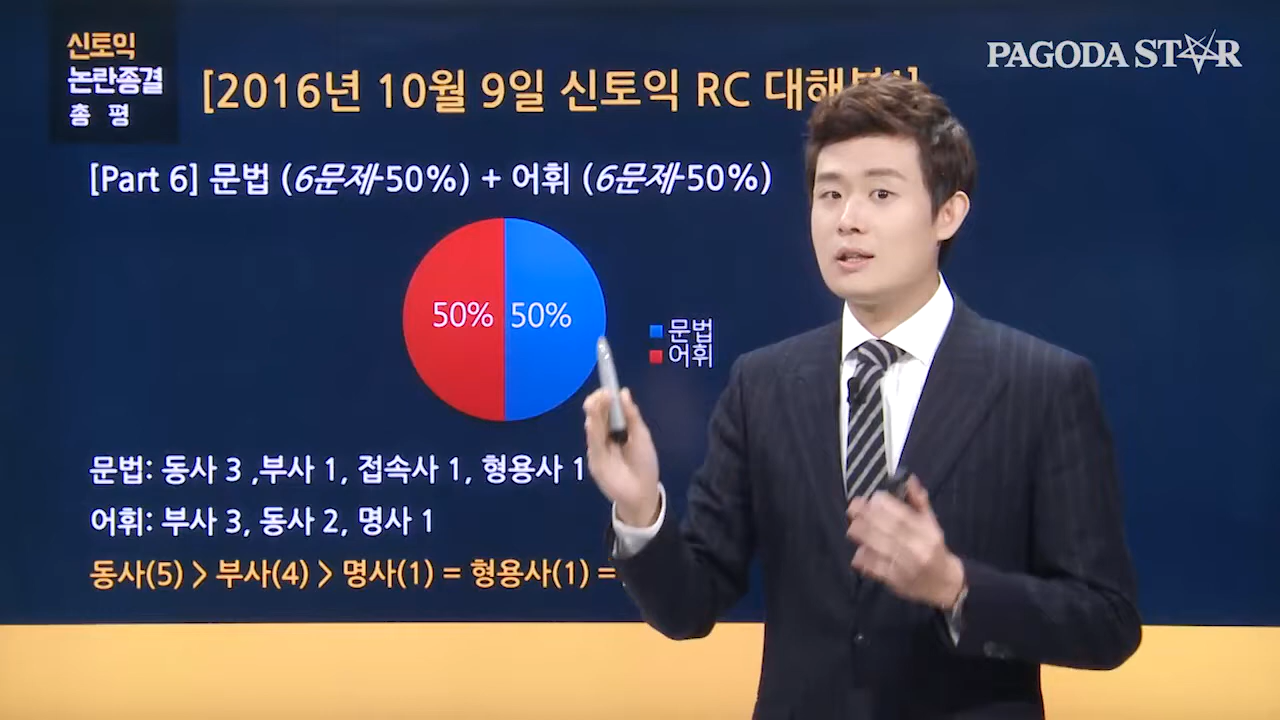 신토익
논란종결
총 평
[2016년 10월 9일 신토익 RC 대해부!]
PAGODA STAR
[Part 6] 문법 (6문제-50%) + 어휘 (6문제-50%)
50% 50%
문법
어휘
문법: 동사 3 ,부사 1, 접속사 1, 형용사 1
어휘: 부사 3, 동사 2, 명사 1
동사(5) > 부사(4) > 명사(1) = 형용사(1) =